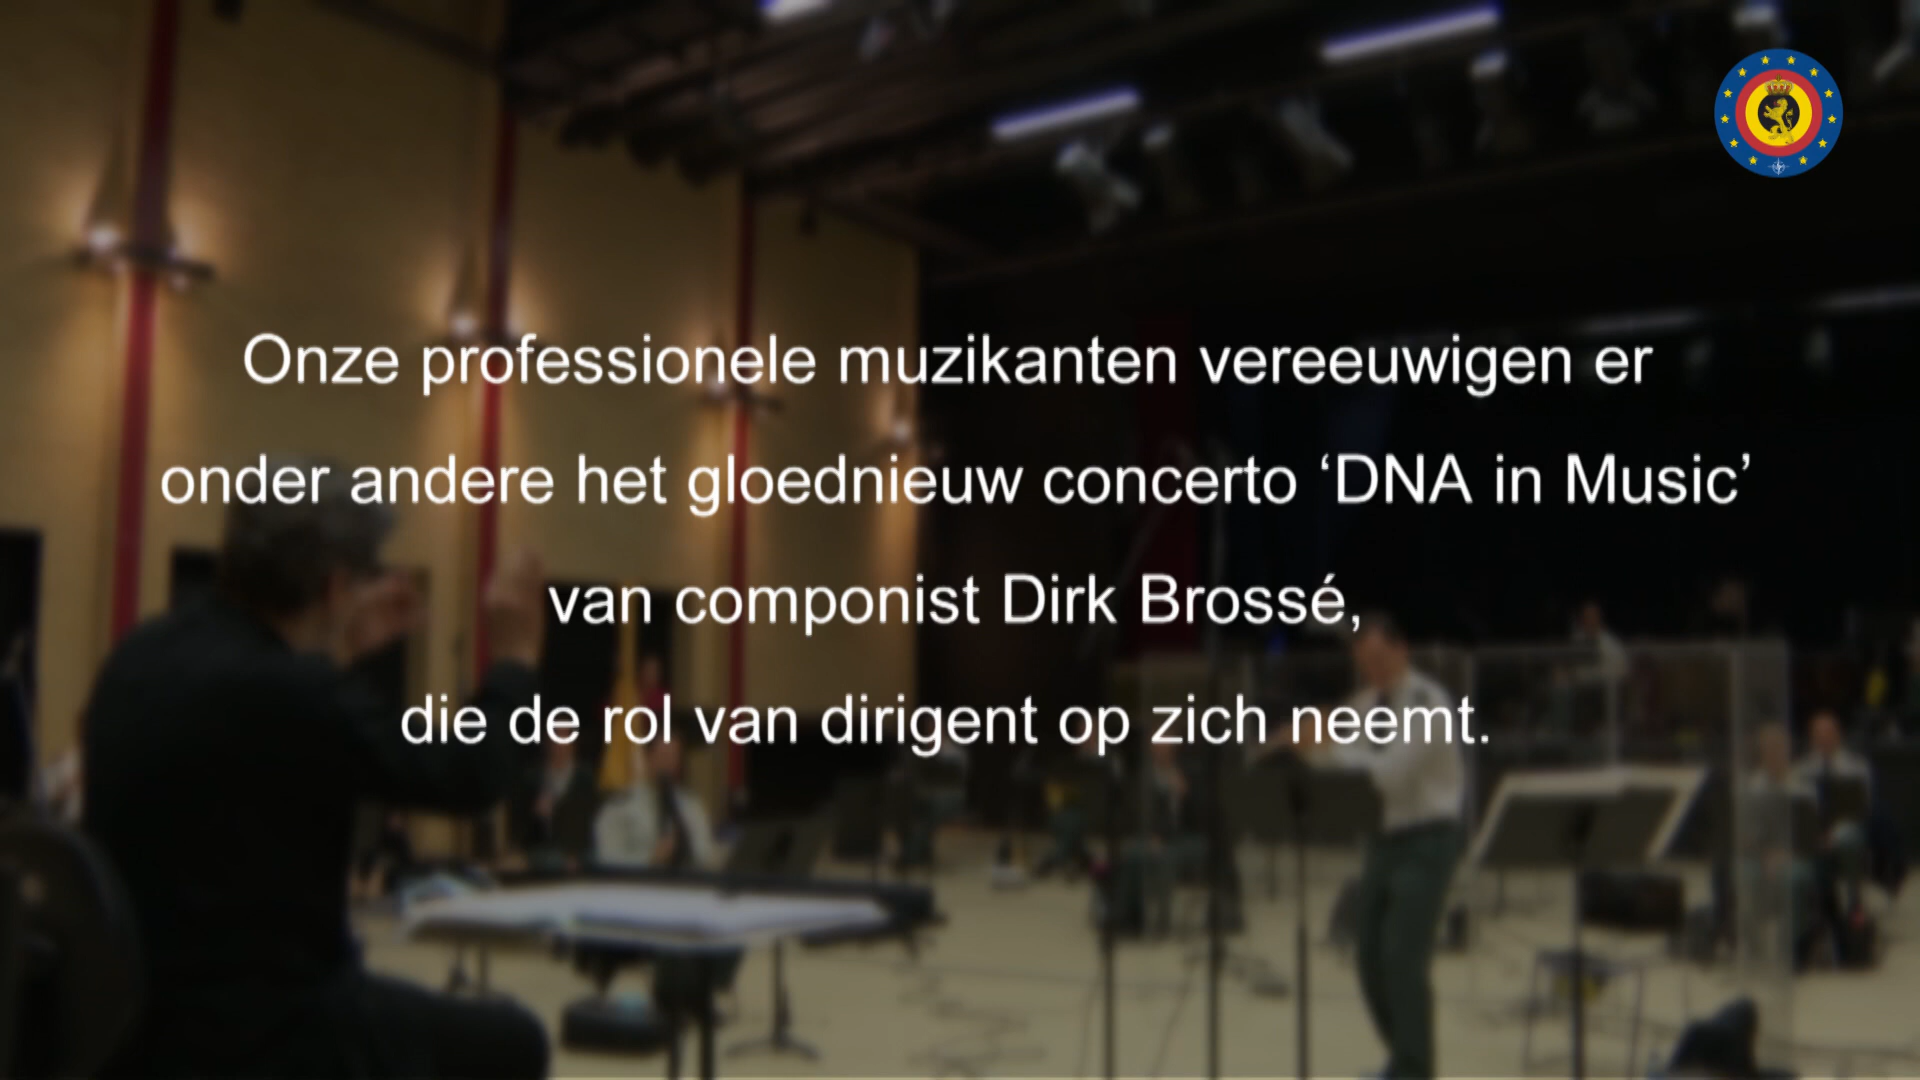 Onze professionele muzikanten vereeuwigen er
onder andere het gloednieuw concerto ‘DNA in Music’
van componist Dirk Brossé,
die de rol van dirigent op zich neemt.